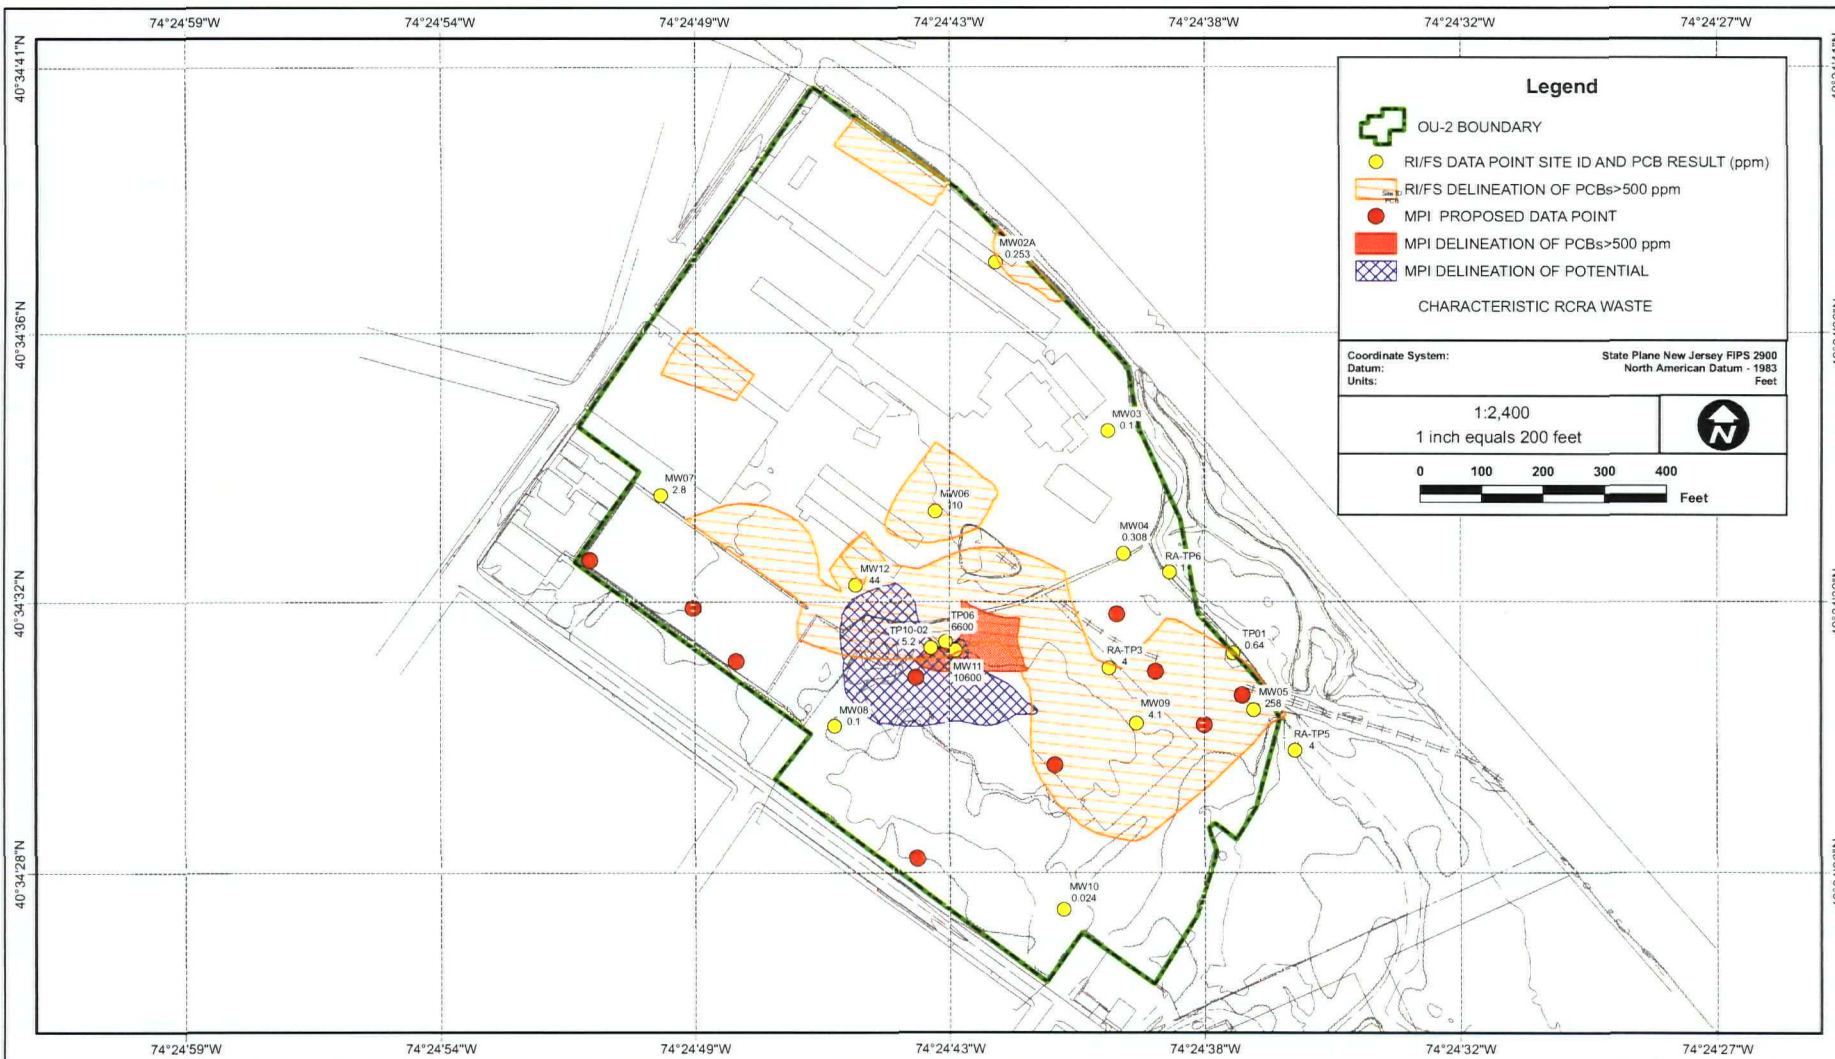 74°24'59"W 74°24'54"W 74°24'49"W 74°24'43"W 74°24'38"W 74°24'32"W 74°24'27"W
40°34'41"N
40°34'36"N
40°34'32"N
40°34'28"N
Legend
OU-2 BOUNDARY
RI/FS DATA POINT SITE ID AND PCB RESULT (ppm)
RI/FS DELINEATION OF PCBs>500 ppm
Site ID
PCB
MPI PROPOSED DATA POINT
MPI DELINEATION OF PCBs>500 ppm
MPI DELINEATION OF POTENTIAL
CHARACTERISTIC RCRA WASTE
Coordinate System: State Plane New Jersey FIPS 2900
Datum: North American Datum - 1983
Units: Feet
1:2,400
1 inch equals 200 feet
N
0 100 200 300 400
Feet
MW02A
0.253
MW03
0.1
MW07
2.8
MW06
MW04
0.308
RA-TP6
1
MW12
44
TP06
6600
TP10-02
5.2
TP01
0.64
RA-TP3
4
MW11
10600
MW05
258
MW09
4.1
MW08
0.1
RA-TP5
4
MW10
0.024
74°24'59"W 74°24'54"W 74°24'49"W 74°24'43"W 74°24'38"W 74°24'32"W 74°24'27"W